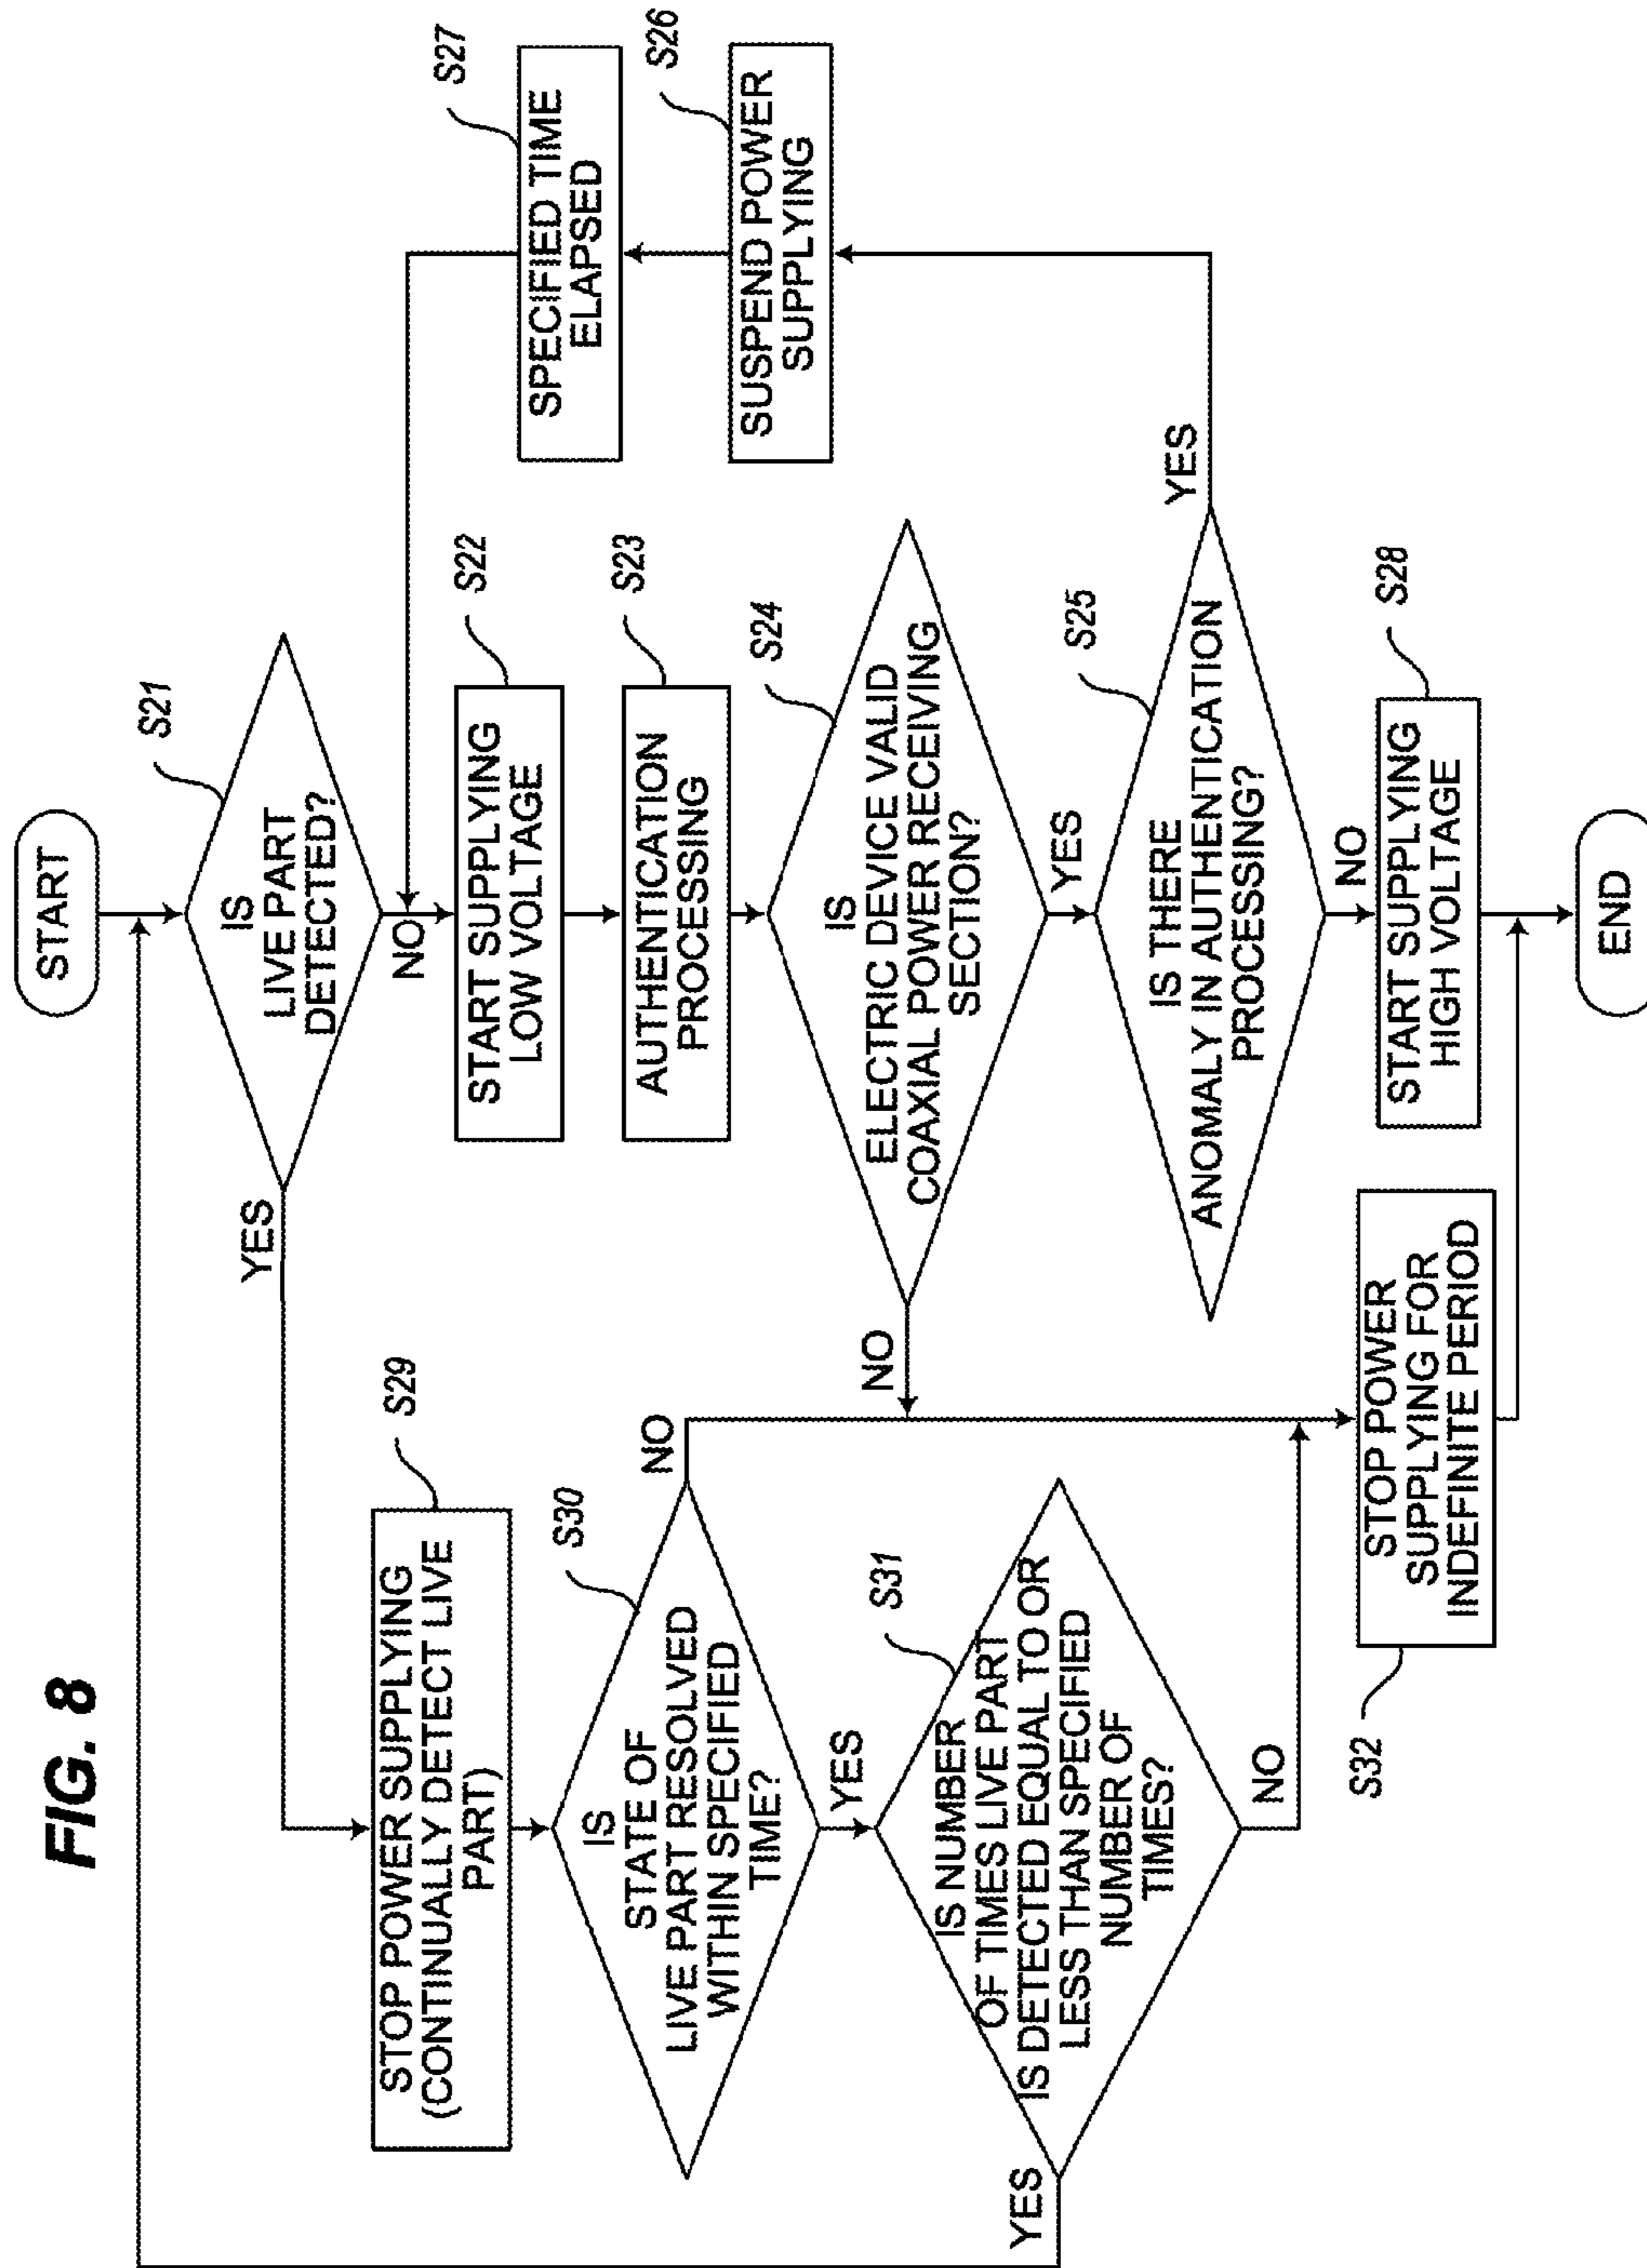 FIG. 8
START
S21
IS
LIVE PART
DETECTED?
YES
NO
S22
START SUPPLYING
LOW VOLTAGE
S23
AUTHENTICATION
PROCESSING
S24
IS
ELECTRIC DEVICE VALID
COAXIAL POWER RECEIVING
SECTION?
NO
YES
S25
IS THERE
ANOMALY IN AUTHENTICATION
PROCESSING?
YES
NO
S26
SUSPEND POWER
SUPPLYING
S27
SPECIFIED TIME
ELAPSED
S28
START SUPPLYING
HIGH VOLTAGE
S29
STOP POWER SUPPLYING
(CONTINUALLY DETECT LIVE
PART)
S30
IS
STATE OF
LIVE PART RESOLVED
WITHIN SPECIFIED
TIME?
NO
YES
S31
IS NUMBER
OF TIMES LIVE PART
IS DETECTED EQUAL TO OR
LESS THAN SPECIFIED
NUMBER OF
TIMES?
YES
NO
S32
STOP POWER
SUPPLYING FOR
INDEFINITE PERIOD
END